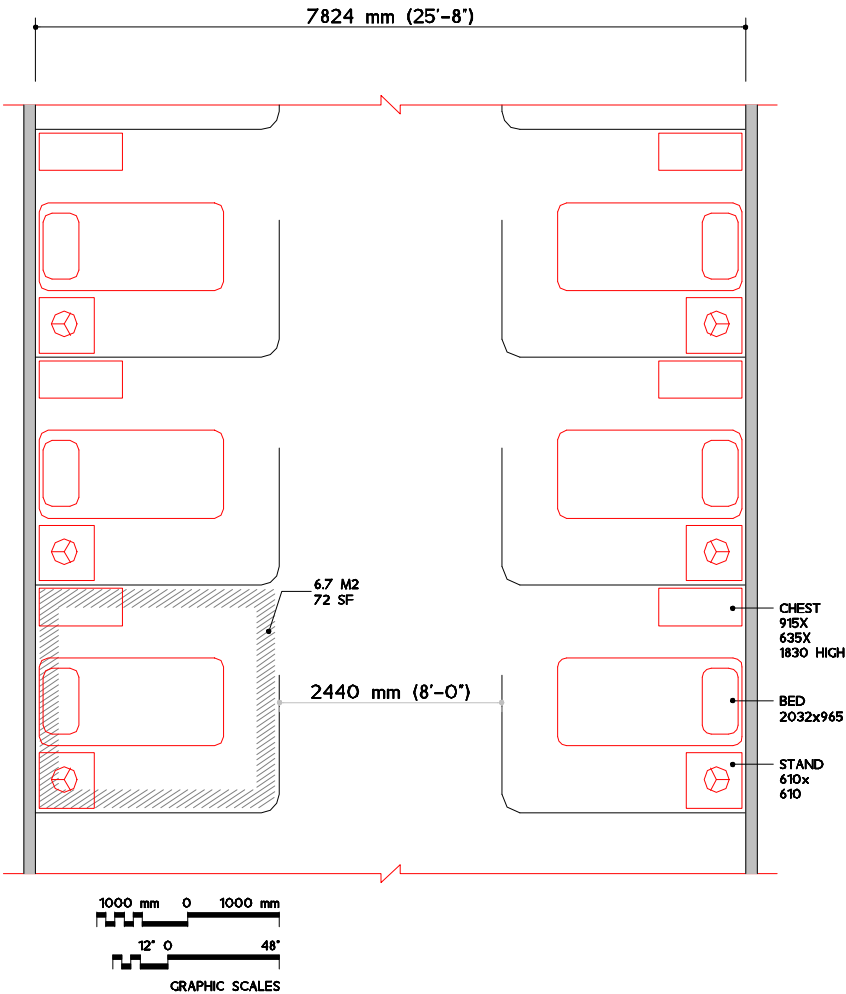 7824 mm (25'-8")
6.7 M2
72 SF
CHEST
915X
635X
1830 HIGH
2440 mm (8'-0")
BED
2032x965
STAND
610x
610
1000 mm 0 1000 mm
12" 0 48"
GRAPHIC SCALES